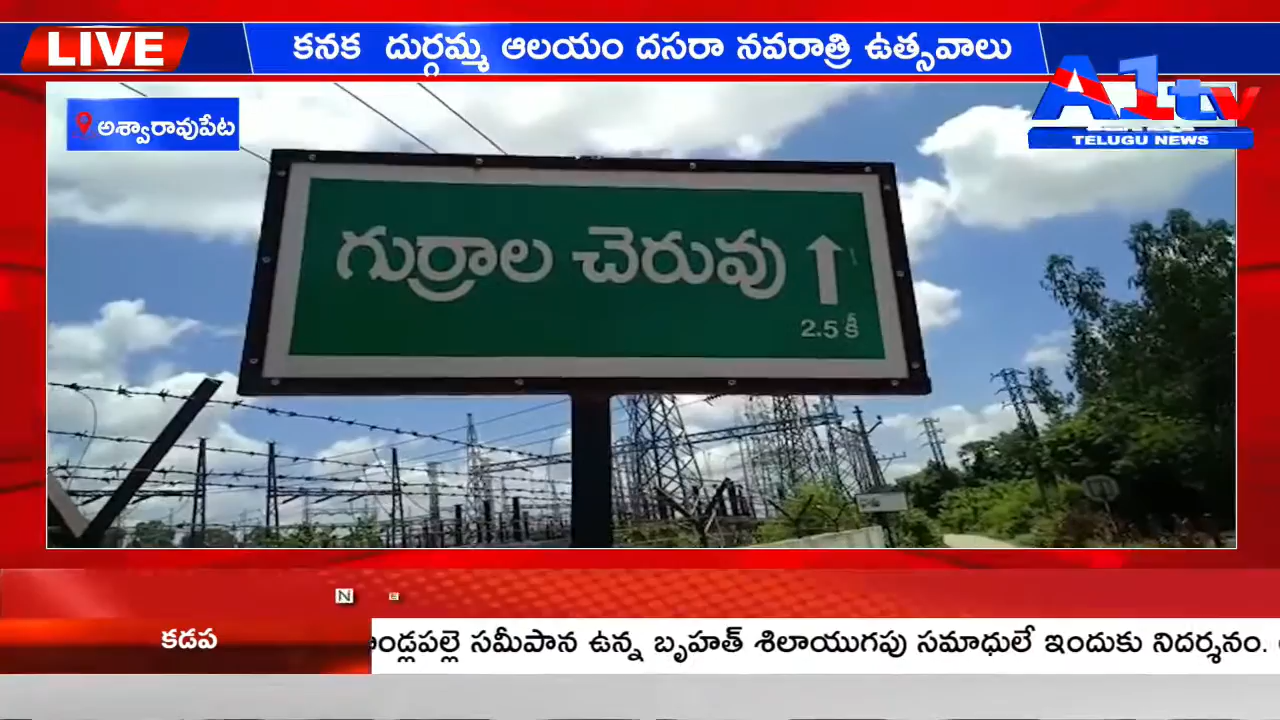 LIVE
కనక దుర్గమ్మ ఆలయం దసరా నవరాత్రి ఉత్సవాలు
A1tv
TELUGU NEWS
అశ్వారావుపేట
గుర్రాల చెరువు ↑
2.5 కి
N E
కడప
సమీపాన ఉన్న బృహత్ శిలాయుగపు సమాధులే ఇందుకు నిదర్శనం.